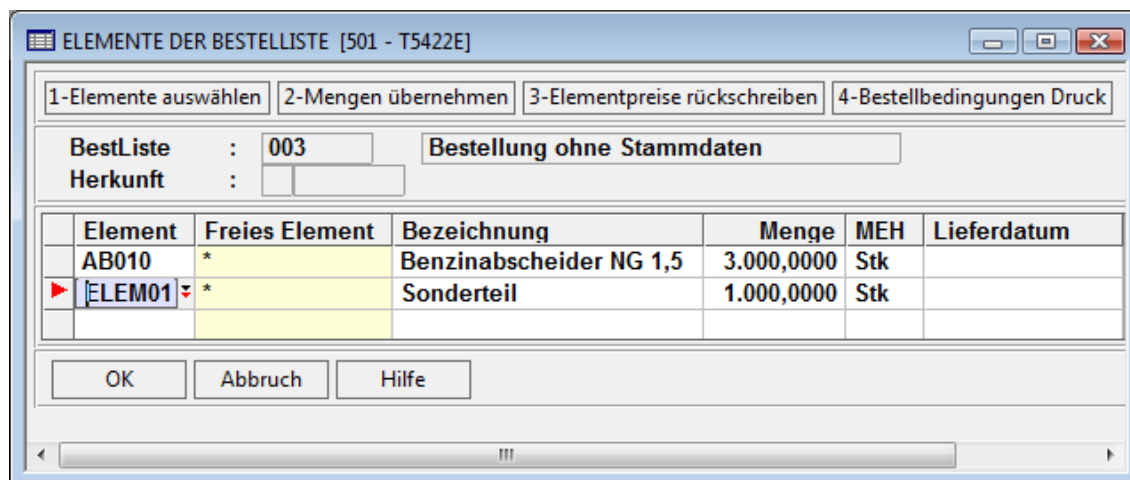 ELEMENTE DER BESTELLISTE [501 - T5422E]
1-Elemente auswählen 2-Mengen übernehmen 3-Elementpreise rückschreiben 4-Bestellbedingungen Druck
BestListe : 003 Bestellung ohne Stammdaten
Herkunft :
Element Freies Element Bezeichnung Menge MEH Lieferdatum
AB010 * Benzinabscheider NG 1,5 3.000,0000 Stk
ELEM01 * Sonderteil 1.000,0000 Stk
OK Abbruch Hilfe